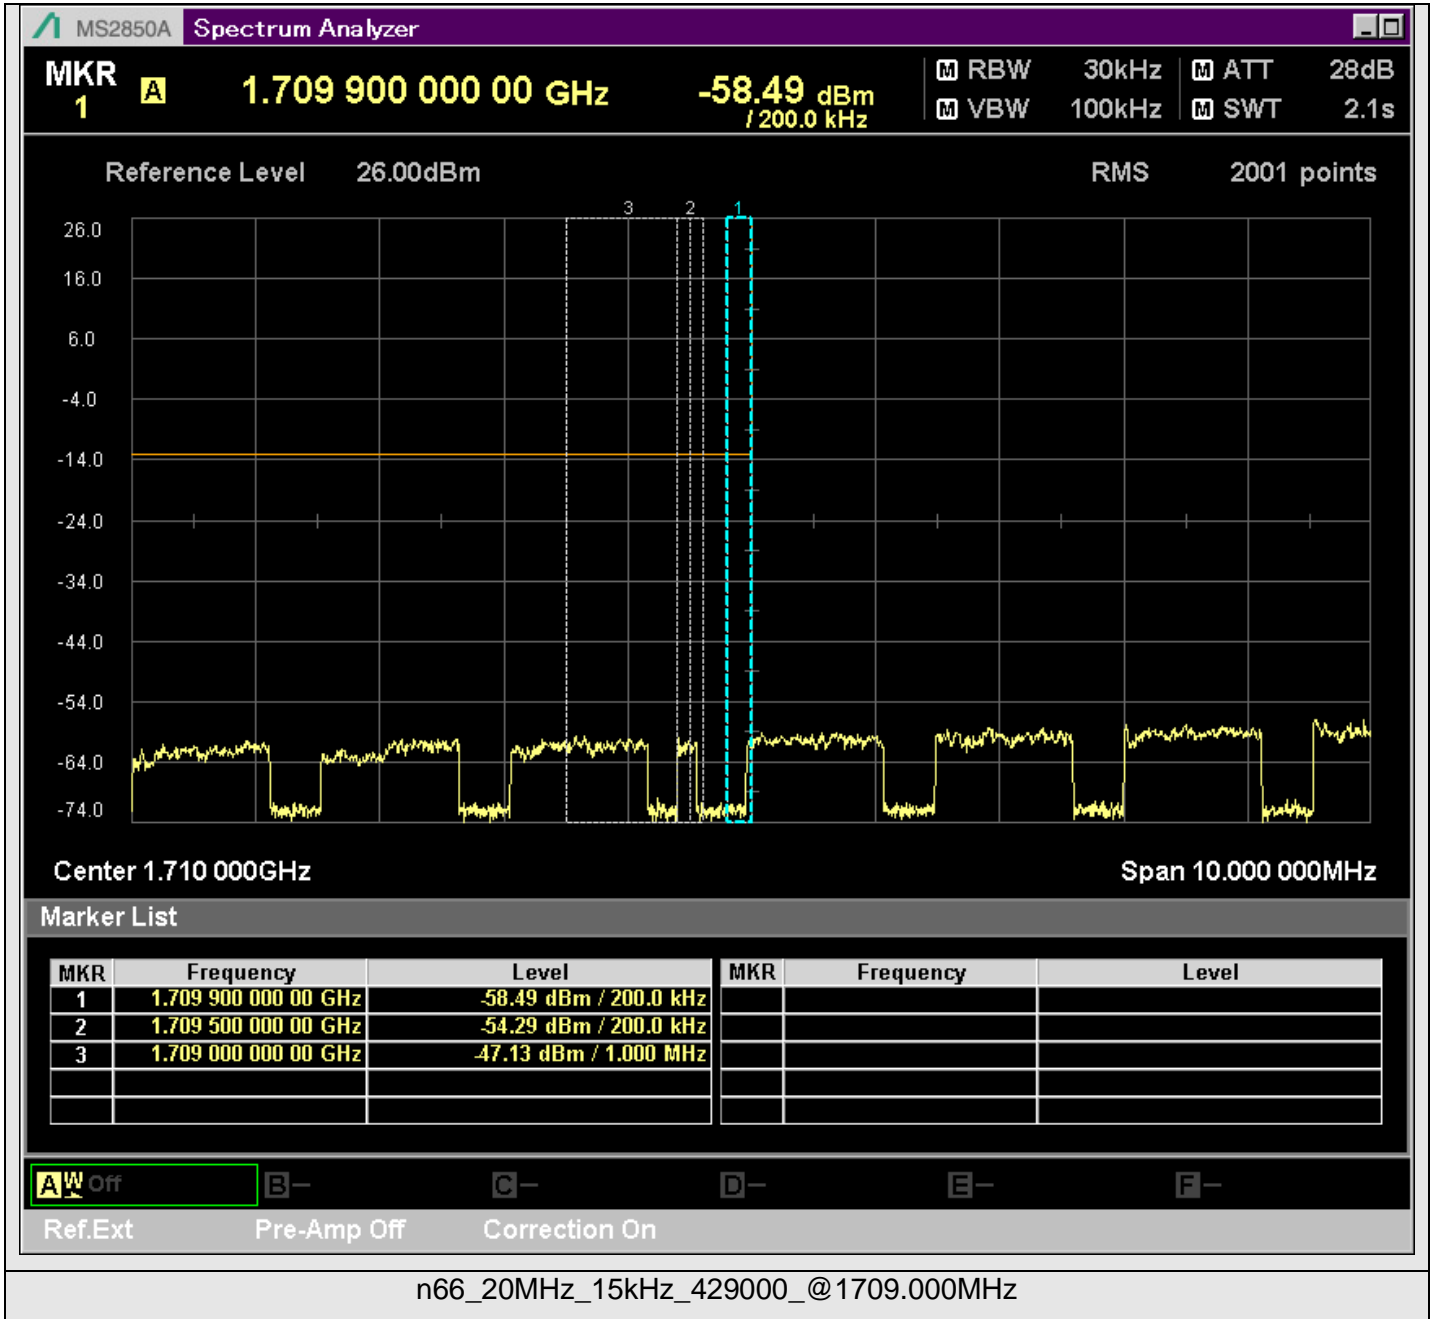 MS2850A Spectrum Analyzer
MKR 1 A 1.709 900 000 00 GHz -58.49 dBm / 200.0 kHz
M RBW 30kHz M ATT 28dB
M VBW 100kHz M SWT 2.1s
Reference Level 26.00dBm RMS 2001 points
3 2 1
26.0
16.0
6.0
-4.0
-14.0
-24.0
-34.0
-44.0
-54.0
-64.0
-74.0
Center 1.710 000GHz Span 10.000 000MHz
Marker List
MKR Frequency Level MKR Frequency Level
1 1.709 900 000 00 GHz -58.49 dBm / 200.0 kHz
2 1.709 500 000 00 GHz -54.29 dBm / 200.0 kHz
3 1.709 000 000 00 GHz -47.13 dBm / 1.000 MHz
A W Off B — C — D — E — F —
Ref.Ext Pre-Amp Off Correction On
n66_20MHz_15kHz_429000_@1709.000MHz